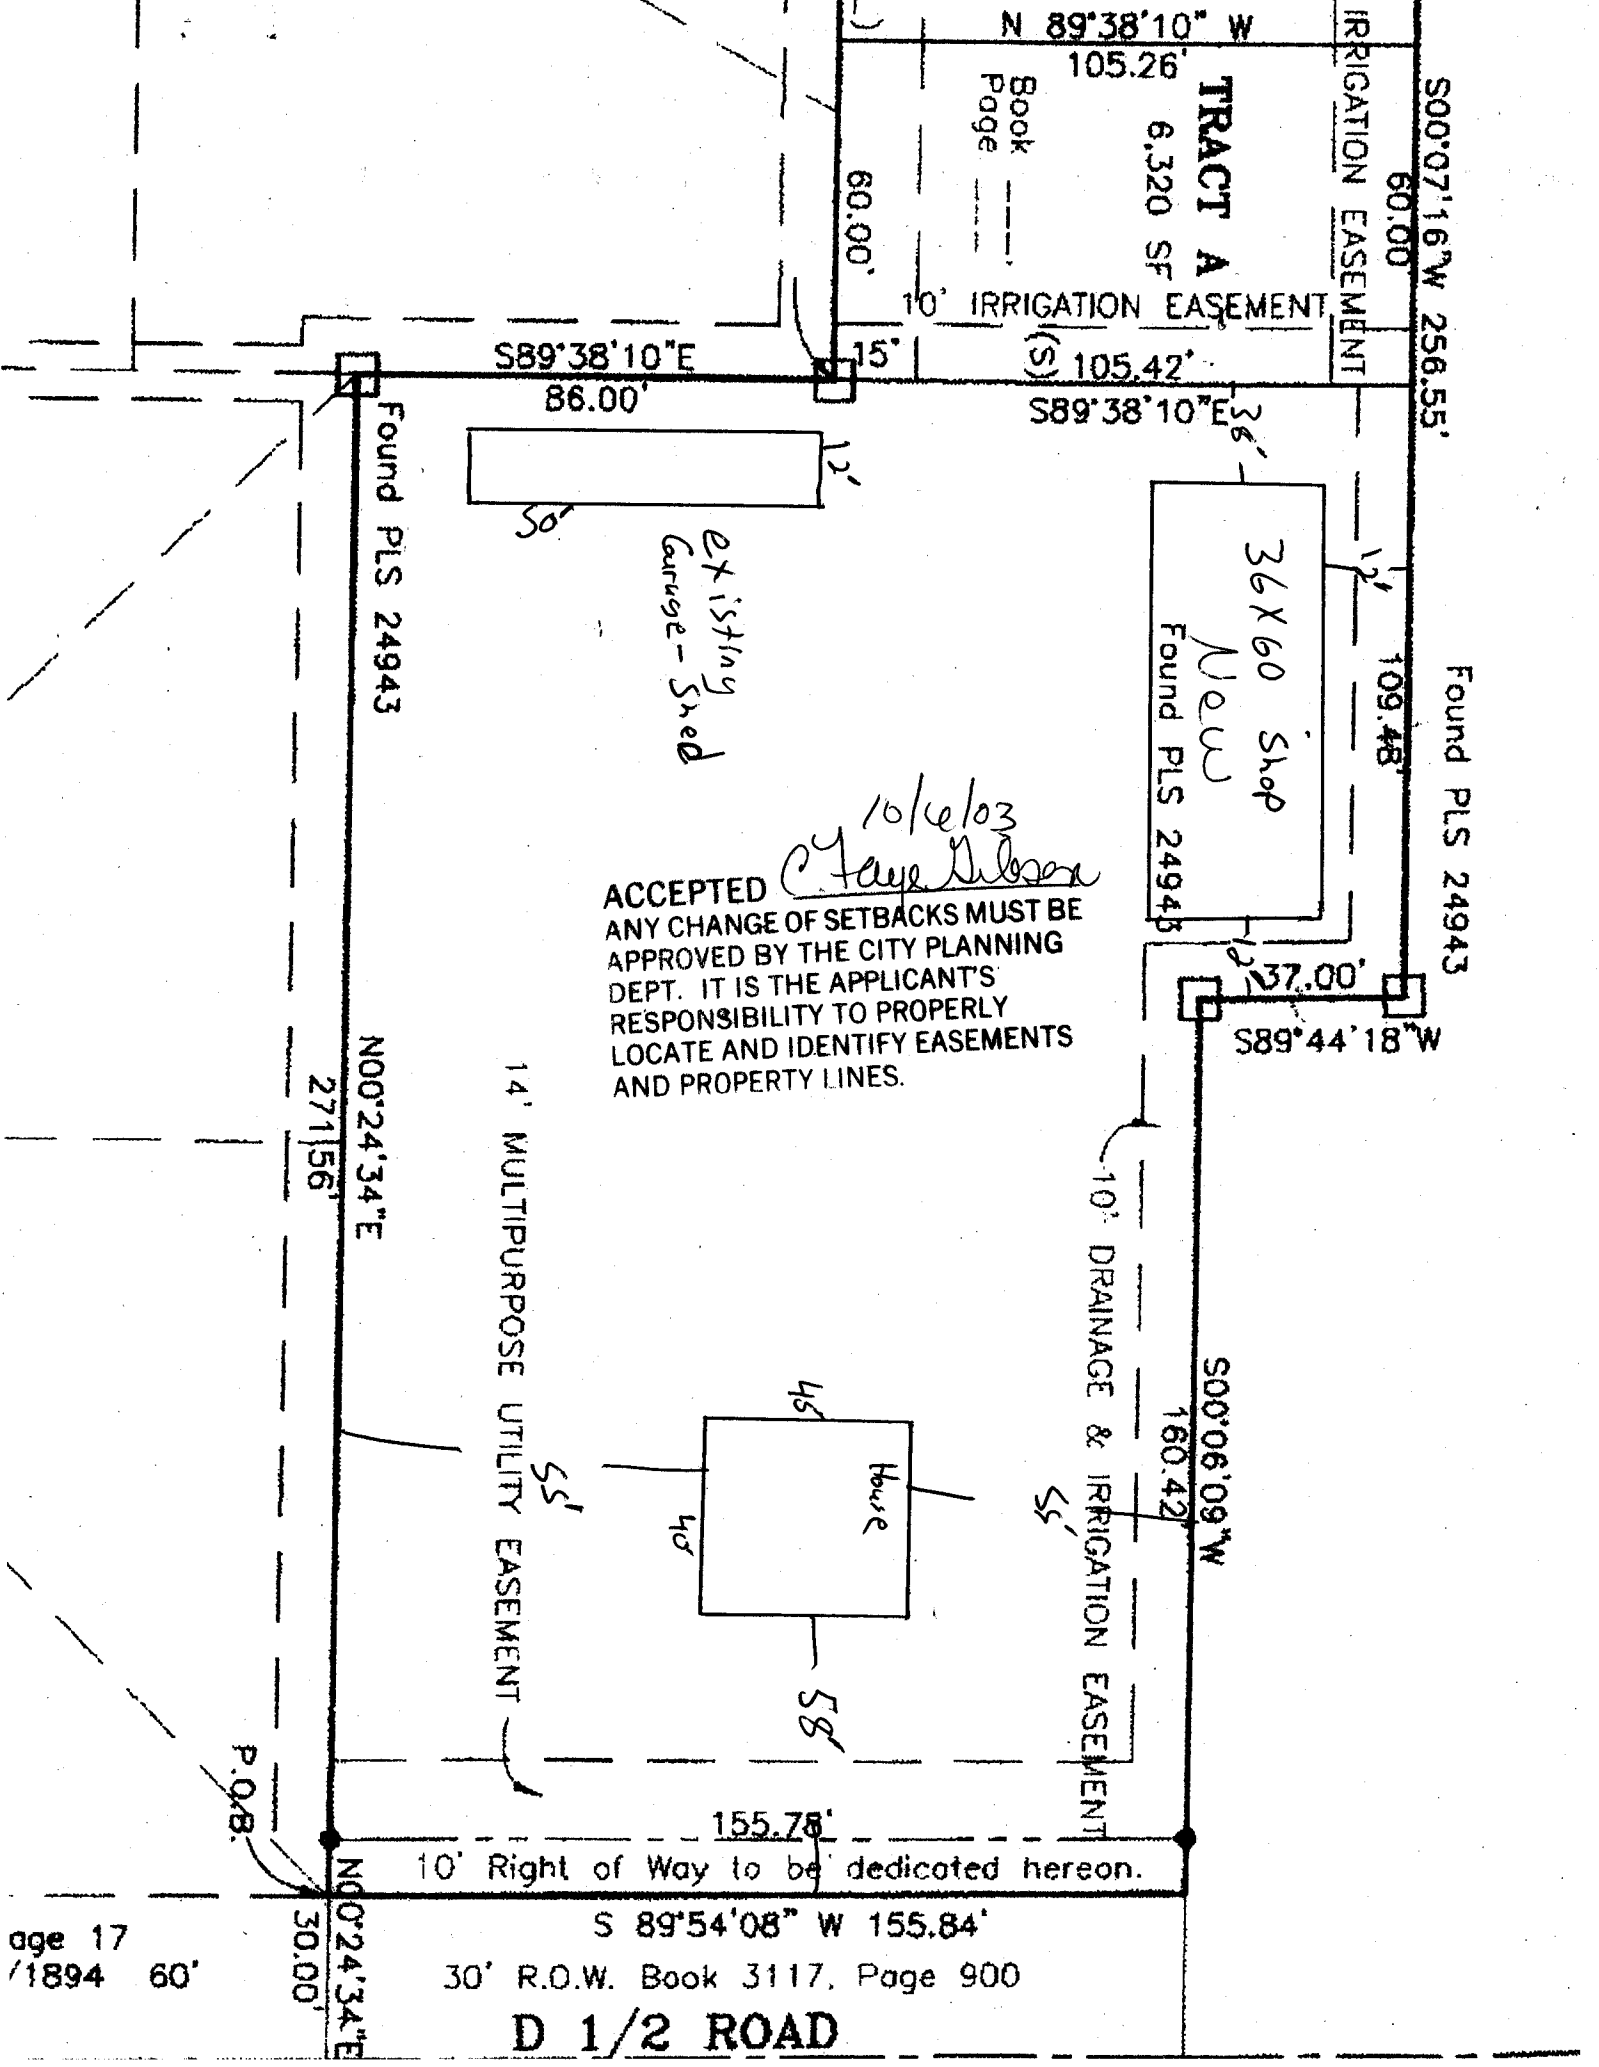 N 89°38'10" W
105.26'
IRRIGATION EASEMENT
S00°07'16"W 256.55'
60.00
TRACT A
6,320 SF
Book
Page
60.00'
10' IRRIGATION EASEMENT
S89°38'10"E
86.00'
15'
(S) 105.42'
S89°38'10"E
38'
12'
50'
existing
Garage-Shed
36X60 Shop
New
12'
109.48'
Found PLS 24943
Found PLS 24943
Found PLS 24943
12'
37.00'
S89°44'18"W
10/6/03
C. Faye Gibson
ACCEPTED
ANY CHANGE OF SETBACKS MUST BE
APPROVED BY THE CITY PLANNING
DEPT. IT IS THE APPLICANT'S
RESPONSIBILITY TO PROPERLY
LOCATE AND IDENTIFY EASEMENTS
AND PROPERTY LINES.
N00°24'34"E
271.56'
14' MULTIPURPOSE UTILITY EASEMENT
10' DRAINAGE & IRRIGATION EASEMENT
S00°06'09"W
160.42'
House
40'
55'
55'
58'
P.O.B.
155.78'
10' Right of Way to be dedicated hereon.
N00°24'34"E
30.00'
S 89°54'08" W 155.84'
age 17
/1894 60'
30' R.O.W. Book 3117, Page 900
D 1/2 ROAD